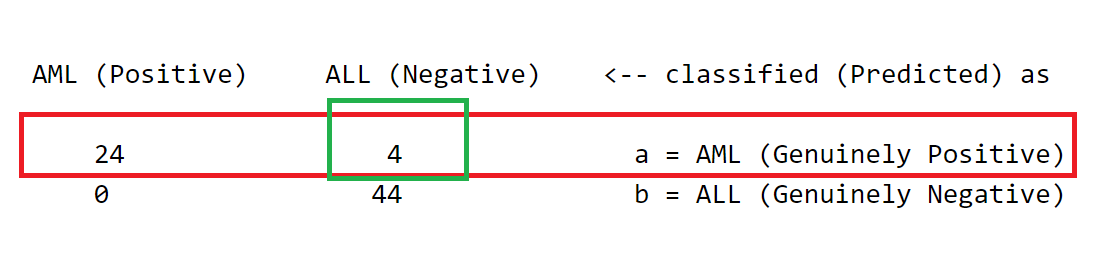 AML (Positive) ALL (Negative) <-- classified (Predicted) as
24 4 a = AML (Genuinely Positive)
0 44 b = ALL (Genuinely Negative)